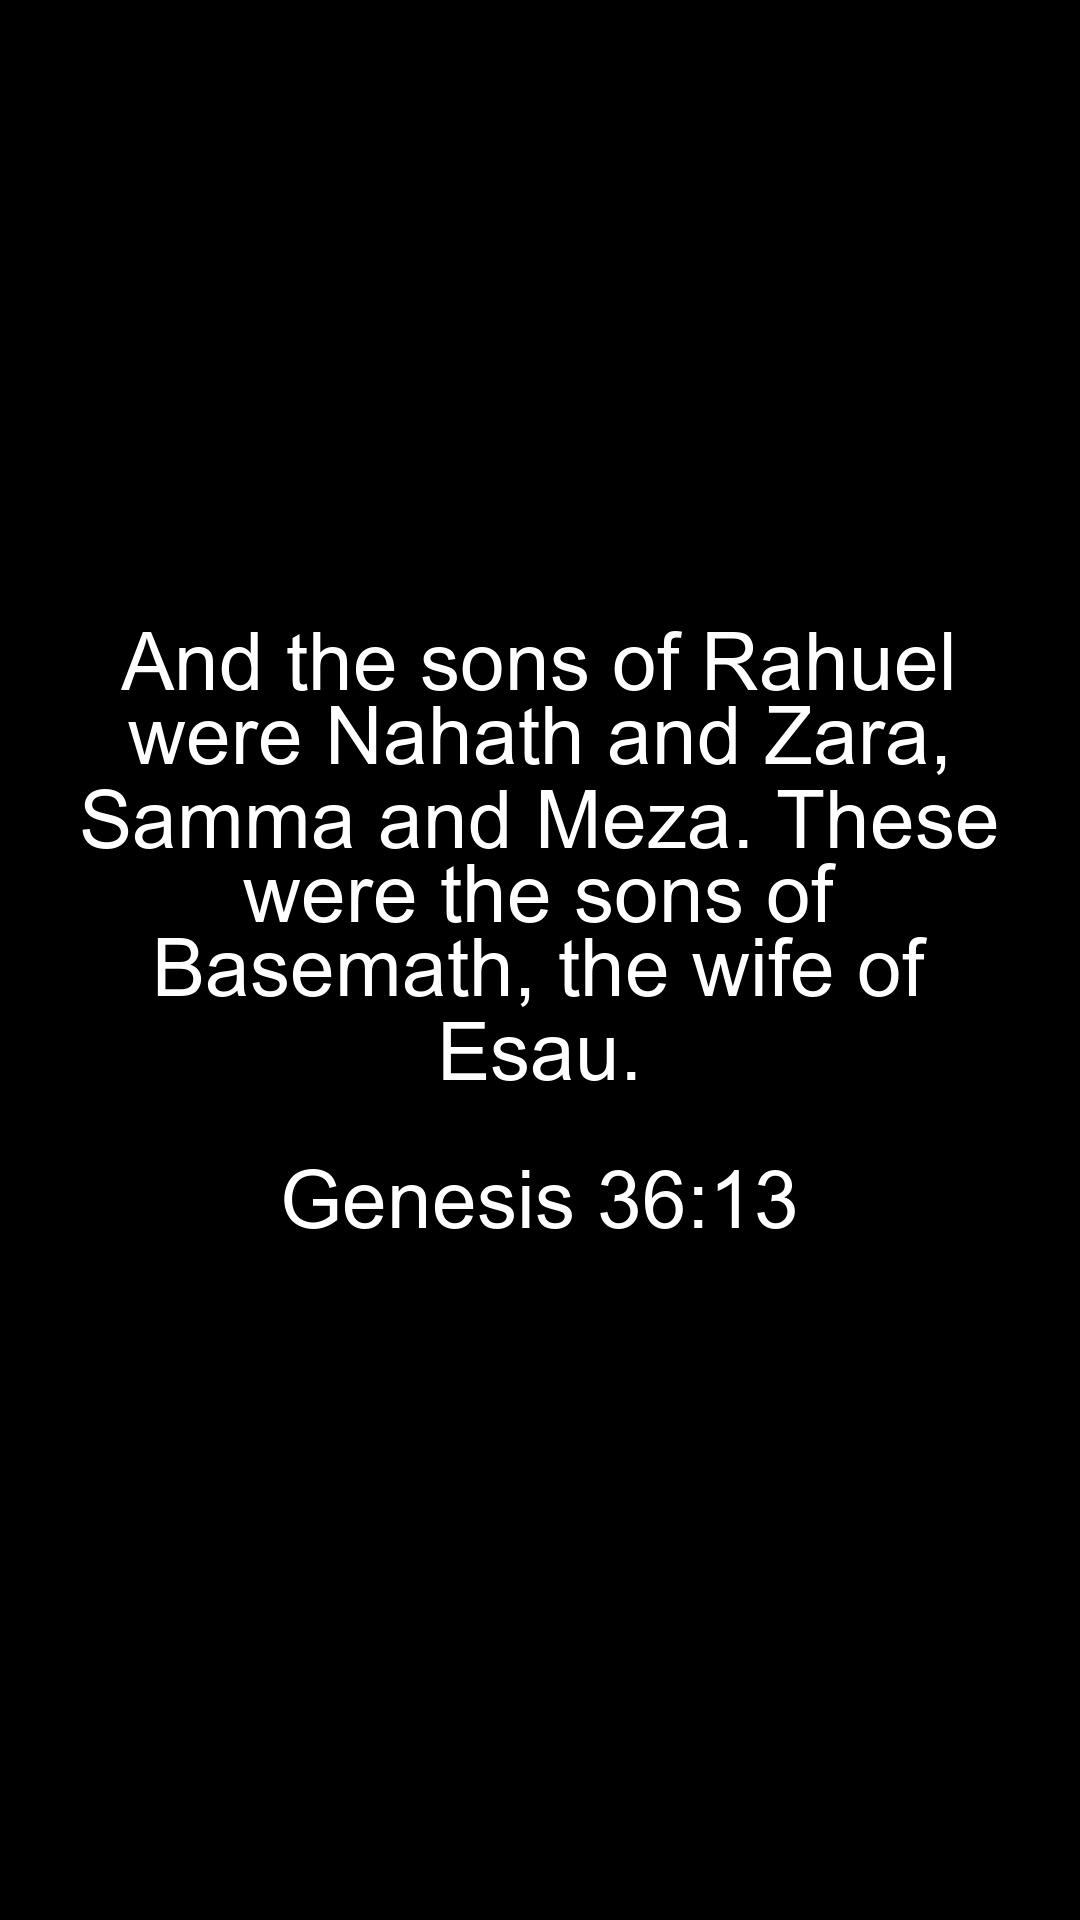 And the sons of Rahuel
were Nahath and Zara,
Samma and Meza. These
were the sons of
Basemath, the wife of
Esau.
Genesis 36:13